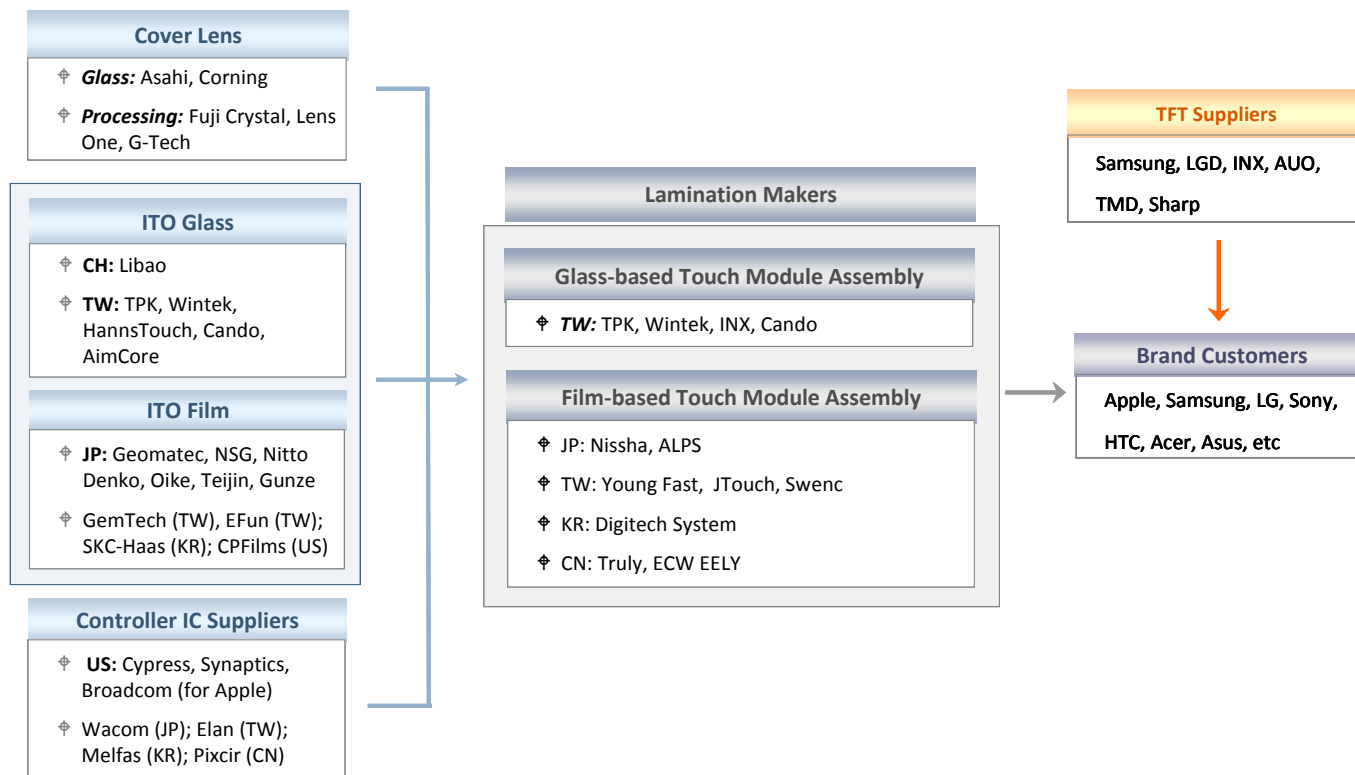 Cover Lens
Glass: Asahi, Corning
Processing: Fuji Crystal, Lens
One, G-Tech
ITO Glass
CH: Libao
TW: TPK, Wintek,
HannsTouch, Cando,
AimCore
ITO Film
JP: Geomatec, NSG, Nitto
Denko, Oike, Teijin, Gunze
GemTech (TW), EFun (TW);
SKC-Haas (KR); CPFilms (US)
Controller IC Suppliers
US: Cypress, Synaptics,
Broadcom (for Apple)
Wacom (JP); Elan (TW);
Melfas (KR); Pixcir (CN)
Lamination Makers
Glass-based Touch Module Assembly
TW: TPK, Wintek, INX, Cando
Film-based Touch Module Assembly
JP: Nissha, ALPS
TW: Young Fast, JTouch, Swenc
KR: Digitech System
CN: Truly, ECW EELY
TFT Suppliers
Samsung, LGD, INX, AUO,
TMD, Sharp
Brand Customers
Apple, Samsung, LG, Sony,
HTC, Acer, Asus, etc